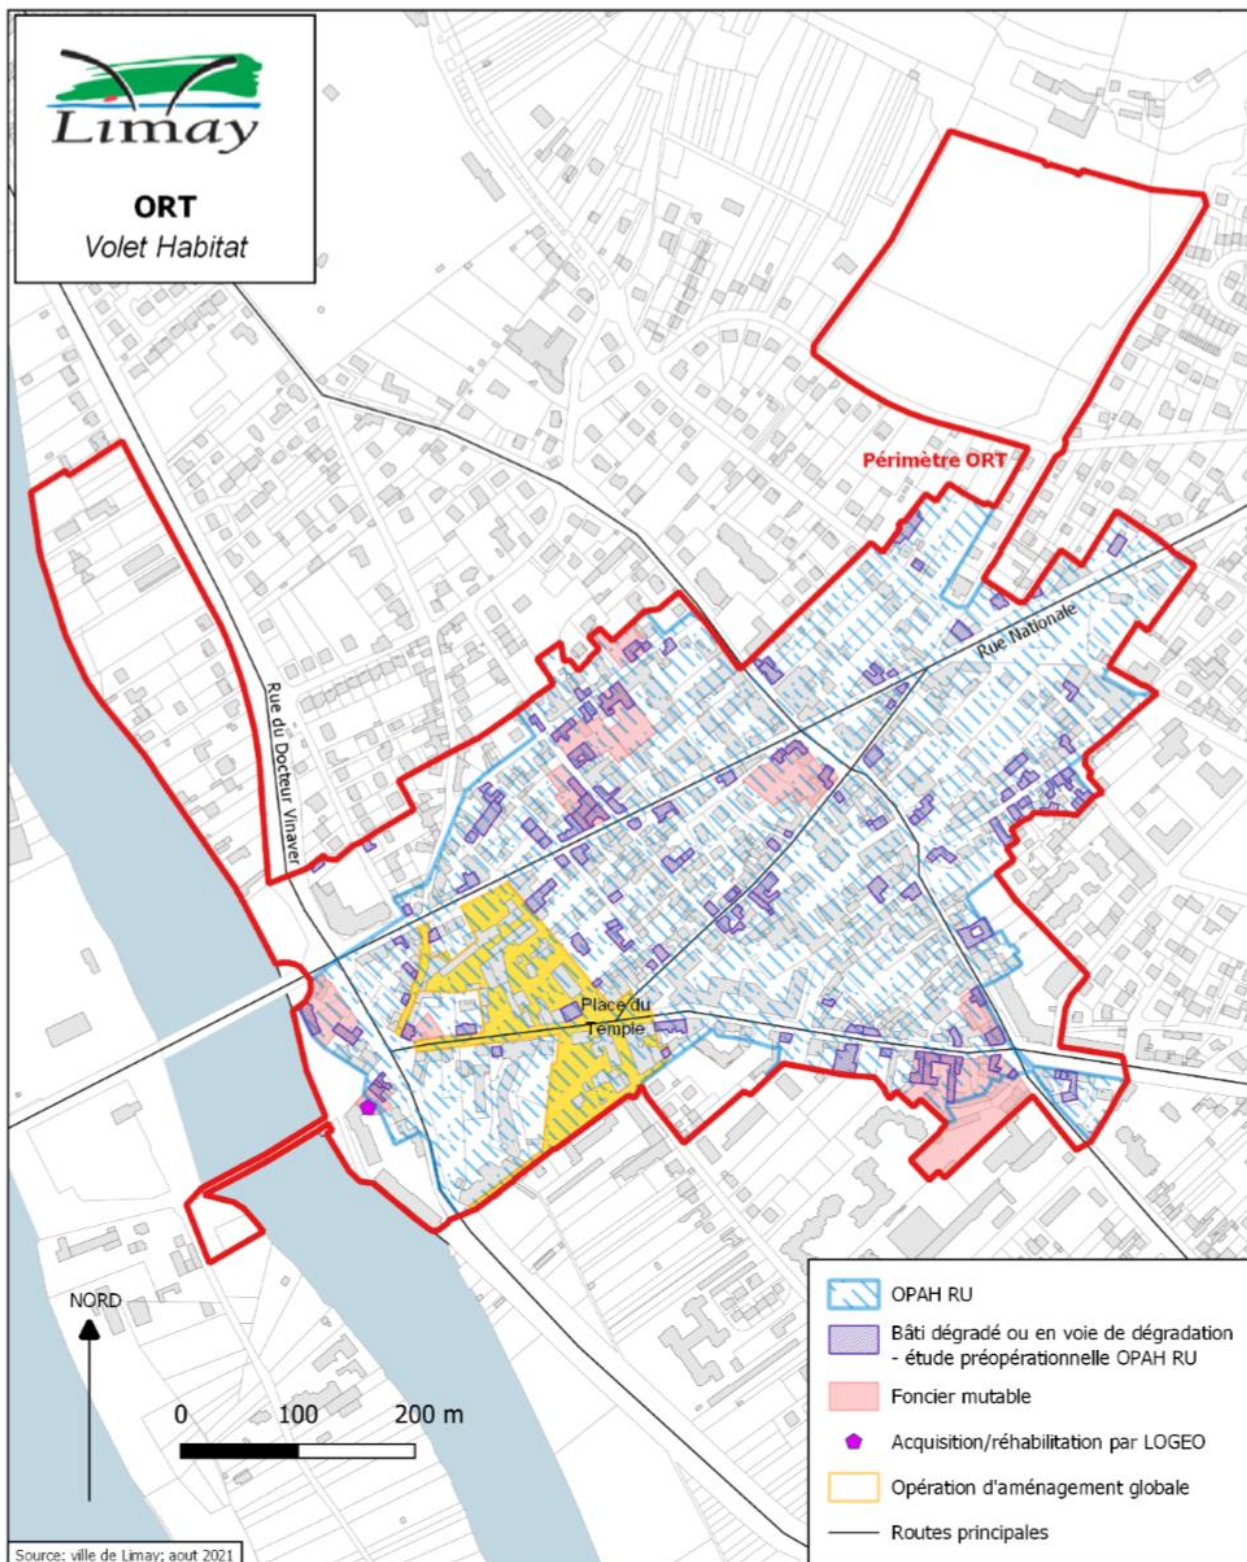 Limay
ORT
Volet Habitat
Périmètre ORT
Rue Nationale
Rue du Docteur Vinaver
Place du
Temple
NORD
0 100 200 m
OPAH RU
Bâti dégradé ou en voie de dégradation
- étude préopérationnelle OPAH RU
Foncier mutable
Acquisition/réhabilitation par LOGEO
Opération d'aménagement globale
Routes principales
Source: ville de Limay; aout 2021